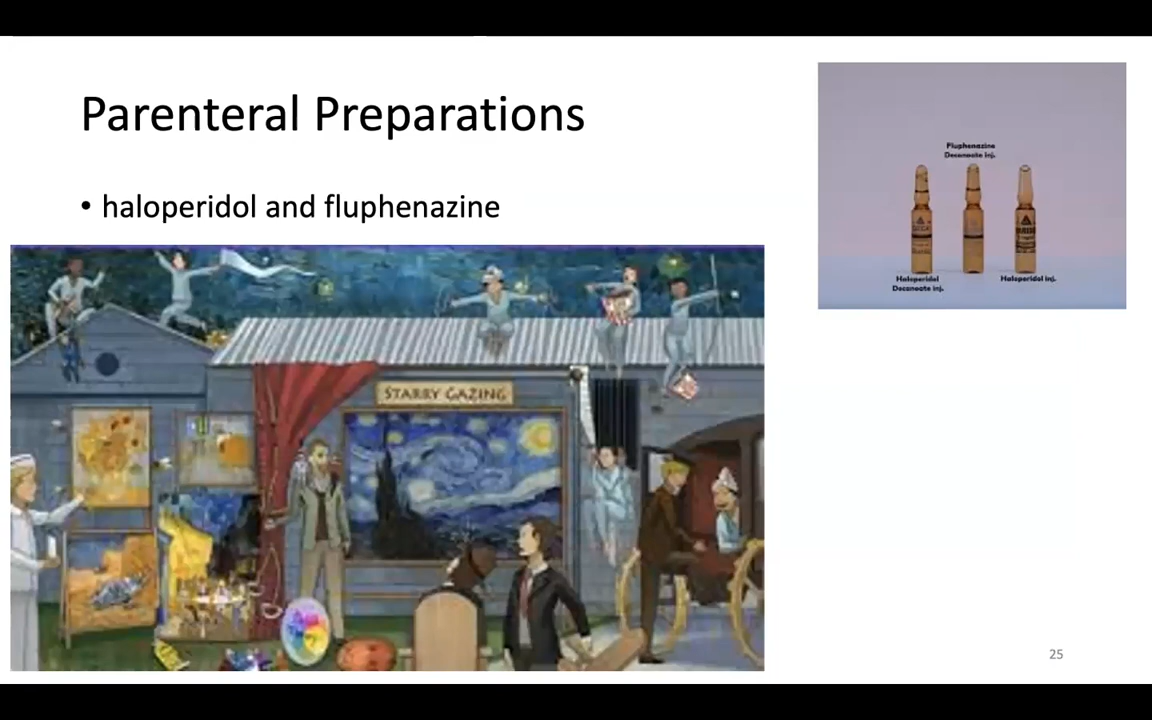 Parenteral Preparations
• haloperidol and fluphenazine
Fluphenazine
Decanoate inj.
Haloperidol
Decanoate inj.
Haloperidol inj.
STARRY GAZING
25